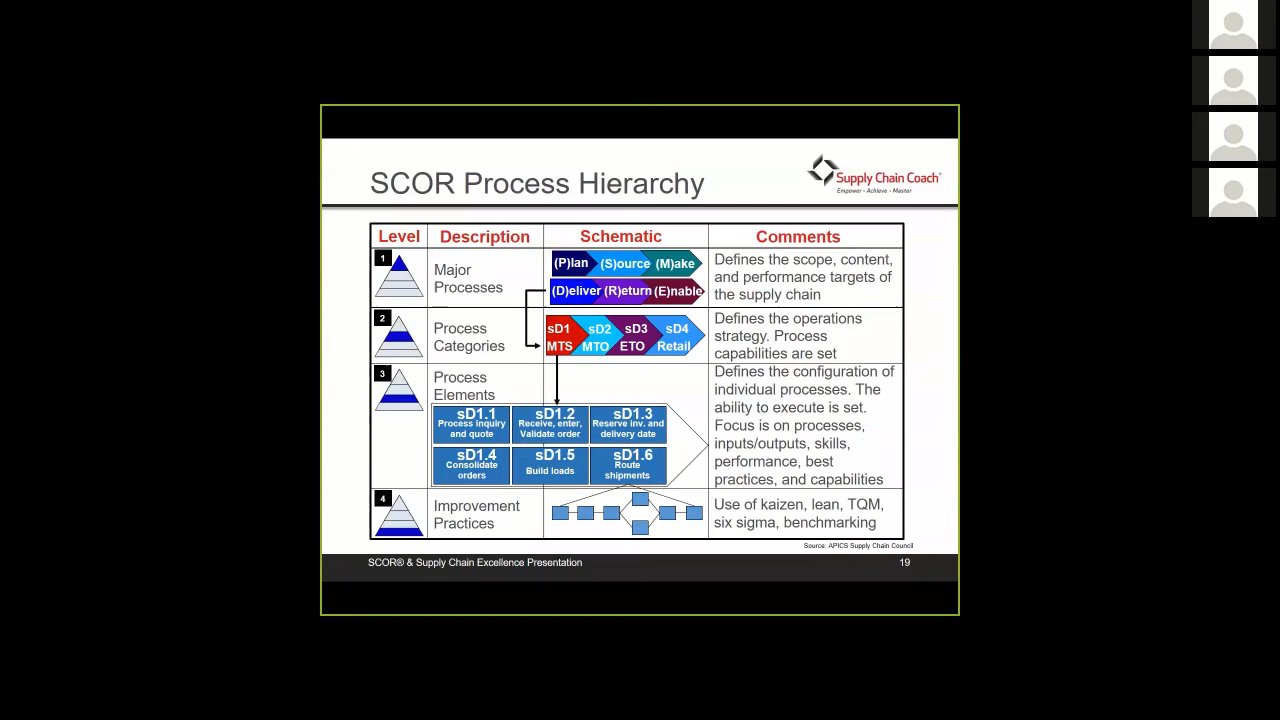 SCOR Process Hierarchy
Supply Chain Coach
Empower - Achieve - Master
Level Description Schematic Comments
1
Major
Processes
(P)lan (S)ource (M)ake
(D)eliver (R)eturn (E)nable
Defines the scope, content,
and performance targets of
the supply chain
2
Process
Categories
sD1 sD2 sD3 sD4
MTS MTO ETO Retail
Defines the operations
strategy. Process
capabilities are set
3
Process
Elements
sD1.1
Process inquiry
and quote
sD1.2
Receive, enter,
Validate order
sD1.3
Reserve inv. and
delivery date
sD1.4
Consolidate
orders
sD1.5
Build loads
sD1.6
Route
shipments
Defines the configuration of
individual processes. The
ability to execute is set.
Focus is on processes,
inputs/outputs, skills,
performance, best
practices, and capabilities
4
Improvement
Practices
Use of kaizen, lean, TQM,
six sigma, benchmarking
Source: APICS Supply Chain Council
SCOR® & Supply Chain Excellence Presentation
19